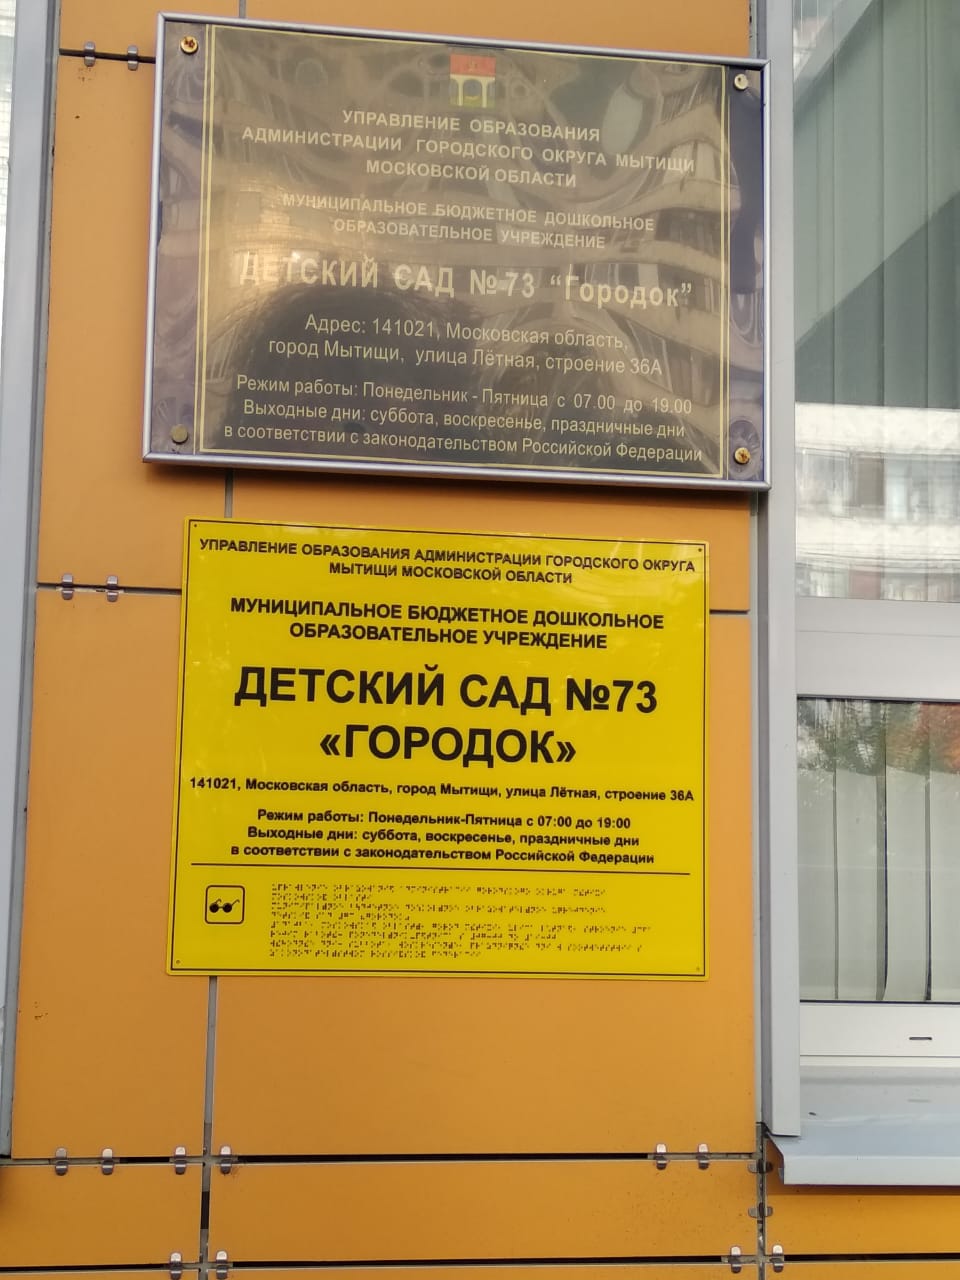 УПРАВЛЕНИЕ ОБРАЗОВАНИЯ
АДМИНИСТРАЦИИ ГОРОДСКОГО ОКРУГА МЫТИЩИ
МОСКОВСКОЙ ОБЛАСТИ
МУНИЦИПАЛЬНОЕ БЮДЖЕТНОЕ ДОШКОЛЬНОЕ
ОБРАЗОВАТЕЛЬНОЕ УЧРЕЖДЕНИЕ
ДЕТСКИЙ САД №73 “Городок”
Адрес: 141021, Московская область,
город Мытищи, улица Лётная, строение 36А
Режим работы: Понедельник - Пятница с 07.00 до 19.00
Выходные дни: суббота, воскресенье, праздничные дни
в соответствии с законодательством Российской Федерации
УПРАВЛЕНИЕ ОБРАЗОВАНИЯ АДМИНИСТРАЦИИ ГОРОДСКОГО ОКРУГА
МЫТИЩИ МОСКОВСКОЙ ОБЛАСТИ
МУНИЦИПАЛЬНОЕ БЮДЖЕТНОЕ ДОШКОЛЬНОЕ
ОБРАЗОВАТЕЛЬНОЕ УЧРЕЖДЕНИЕ
ДЕТСКИЙ САД №73
«ГОРОДОК»
141021, Московская область, город Мытищи, улица Лётная, строение 36А
Режим работы: Понедельник-Пятница с 07:00 до 19:00
Выходные дни: суббота, воскресенье, праздничные дни
в соответствии с законодательством Российской Федерации